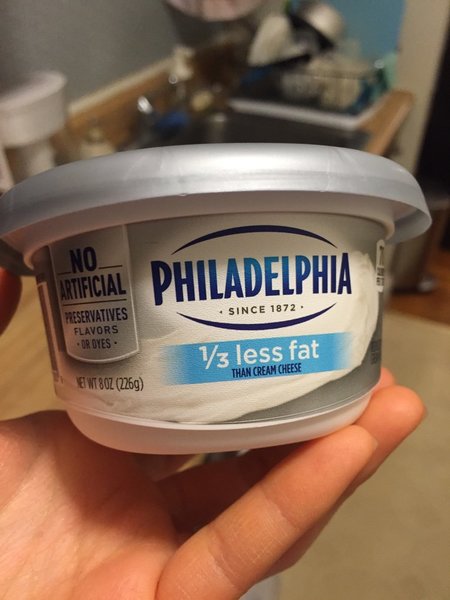 NO
ARTIFICIAL
PRESERVATIVES
FLAVORS
· OR DYES ·
PHILADELPHIA
· SINCE 1872 ·
1/3 less fat
THAN CREAM CHEESE
NET WT 8 OZ (226g)